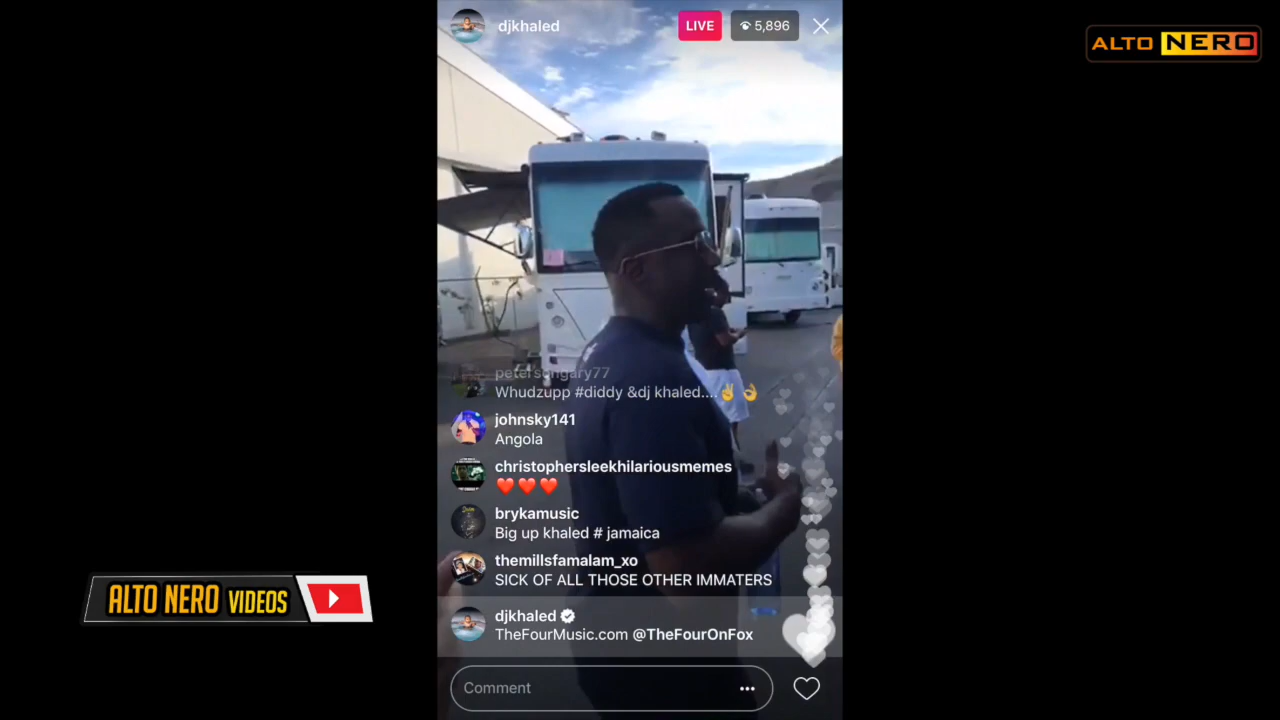 djkhaled
LIVE
5,896
ALTO NERO
petersongary77
Whudzupp #diddy &dj khaled....✌️ 👌
johnsky141
Angola
christophersleekhilariousmemes
❤️ ❤️ ❤️
brykamusic
Big up khaled # jamaica
themillsfamalam_xo
SICK OF ALL THOSE OTHER IMMATERS
ALTO NERO VIDEOS
djkhaled
TheFourMusic.com @TheFourOnFox
Comment